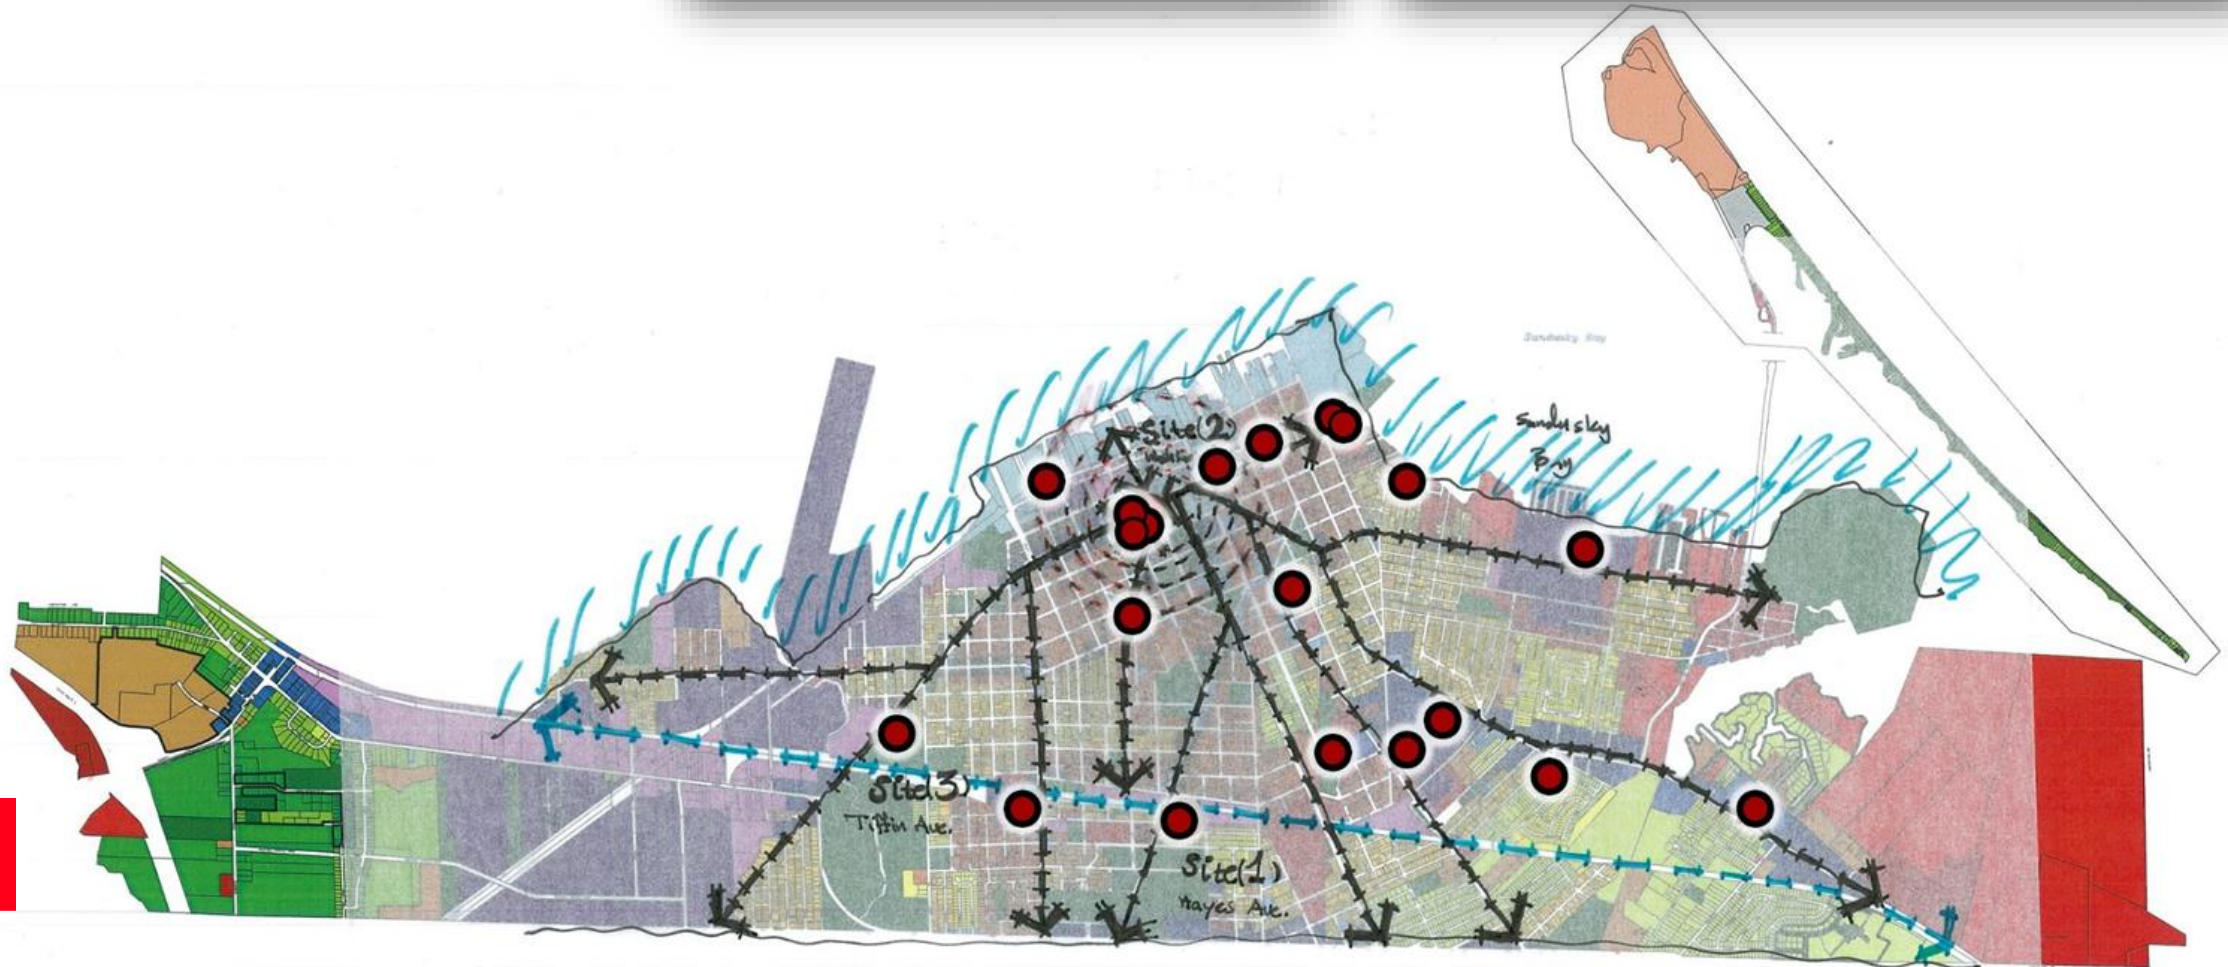 Sandusky Bay
Sandusky
Bay
Site(2)
Site(3)
Tiffin Ave.
Site(1)
Hayes Ave.